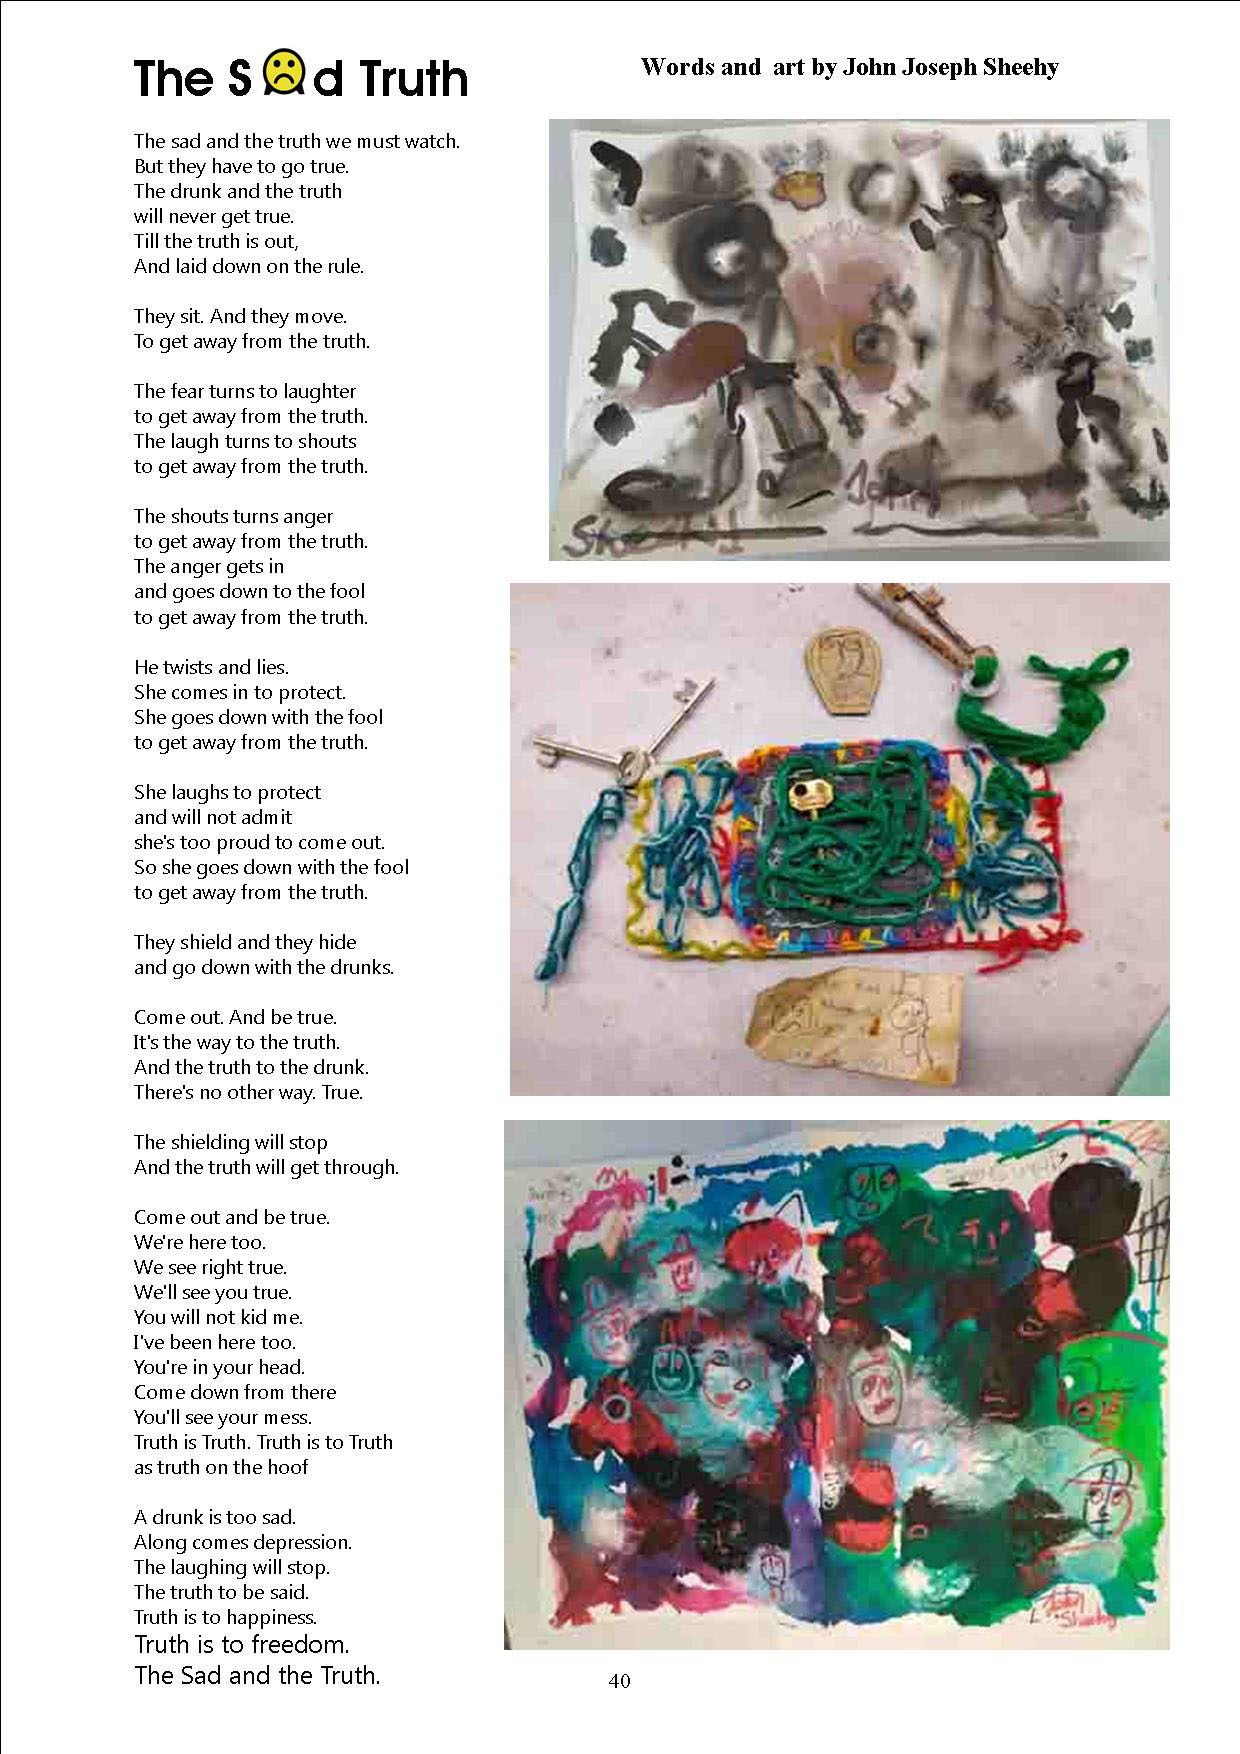 The Sad Truth
Words and art by John Joseph Sheehy
The sad and the truth we must watch.
But they have to go true.
The drunk and the truth
will never get true.
Till the truth is out,
And laid down on the rule.
They sit. And they move.
To get away from the truth.
The fear turns to laughter
to get away from the truth.
The laugh turns to shouts
to get away from the truth.
The shouts turns anger
to get away from the truth.
The anger gets in
and goes down to the fool
to get away from the truth.
He twists and lies.
She comes in to protect.
She goes down with the fool
to get away from the truth.
She laughs to protect
and will not admit
she's too proud to come out.
So she goes down with the fool
to get away from the truth.
They shield and they hide
and go down with the drunks.
Come out. And be true.
It's the way to the truth.
And the truth to the drunk.
There's no other way. True.
The shielding will stop
And the truth will get through.
Come out and be true.
We're here too.
We see right true.
We'll see you true.
You will not kid me.
I've been here too.
You're in your head.
Come down from there
You'll see your mess.
Truth is Truth. Truth is to Truth
as truth on the hoof
A drunk is too sad.
Along comes depression.
The laughing will stop.
The truth to be said.
Truth is to happiness.
Truth is to freedom.
The Sad and the Truth.
John
John
Sheehy
40